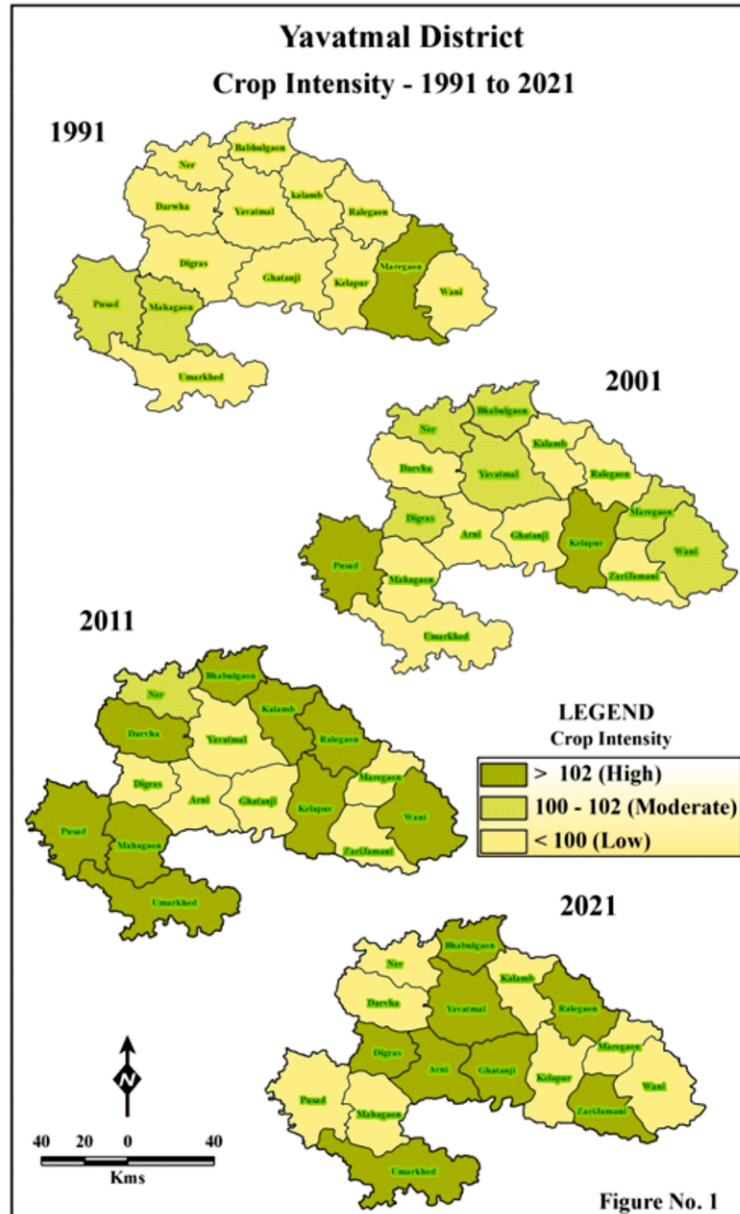 Yavatmal District
Crop Intensity - 1991 to 2021
1991
Babhulgaon
Ner
kalamb
Darwha
Yavatmal
Ralegaon
Digras
Ghatanji
Kelapur
Maregaon
Wani
Pusad
Mahagaon
Umarkhed
2001
Bhabulgaon
Ner
Kalamb
Darvha
Yavatmal
Ralegaon
Digras
Arni
Ghatanji
Kelapur
Maregaon
Wani
Pusad
Mahagaon
ZariJamani
Umarkhed
2011
Bhabulgaon
Ner
Kalamb
Darvha
Yavatmal
Ralegaon
Digras
Arni
Ghatanji
Kelapur
Maregaon
Wani
Pusad
Mahagaon
ZariJamani
Umarkhed
LEGEND
Crop Intensity
> 102 (High)
100 - 102 (Moderate)
< 100 (Low)
2021
Bhabulgaon
Ner
Kalamb
Darvha
Yavatmal
Ralegaon
Digras
Arni
Ghatanji
Kelapur
Maregaon
Wani
Pusad
Mahagaon
ZariJamani
Umarkhed
N
40 20 0 40
Kms
Figure No. 1